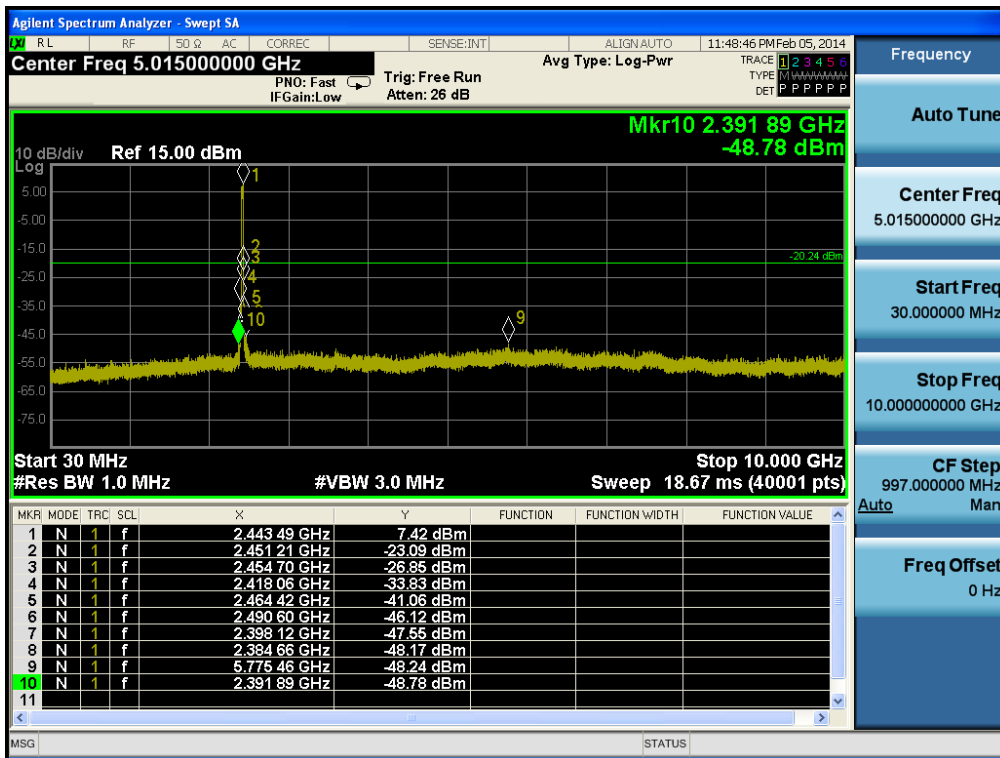 Agilent Spectrum Analyzer - Swept SA
LXI RL RF 50 Ω AC CORREC SENSE:INT ALIGN AUTO 11:48:46 PM Feb 05, 2014
Center Freq 5.015000000 GHz
PNO: Fast
IFGain:Low
Trig: Free Run
Atten: 26 dB
Avg Type: Log-Pwr
TRACE 1 2 3 4 5 6
TYPE M
DET P P P P P P
Mkr10 2.391 89 GHz
-48.78 dBm
10 dB/div Ref 15.00 dBm
Log
1
5.00
-5.00
2
-15.0
3
-20.24 dBm
4
-25.0
5
-35.0
10
9
-45.0
-55.0
-65.0
-75.0
Start 30 MHz Stop 10.000 GHz
#Res BW 1.0 MHz #VBW 3.0 MHz Sweep 18.67 ms (40001 pts)
MKR MODE TRC SCL X Y FUNCTION FUNCTION WIDTH FUNCTION VALUE
1 N 1 f 2.443 49 GHz 7.42 dBm
2 N 1 f 2.451 21 GHz -23.09 dBm
3 N 1 f 2.454 70 GHz -26.85 dBm
4 N 1 f 2.418 06 GHz -33.83 dBm
5 N 1 f 2.464 42 GHz -41.06 dBm
6 N 1 f 2.490 60 GHz -46.12 dBm
7 N 1 f 2.398 12 GHz -47.55 dBm
8 N 1 f 2.384 66 GHz -48.17 dBm
9 N 1 f 5.775 46 GHz -48.24 dBm
10 N 1 f 2.391 89 GHz -48.78 dBm
11
MSG STATUS
Frequency
Auto Tune
Center Freq
5.015000000 GHz
Start Freq
30.000000 MHz
Stop Freq
10.000000000 GHz
CF Step
997.000000 MHz
Auto Man
Freq Offset
0 Hz